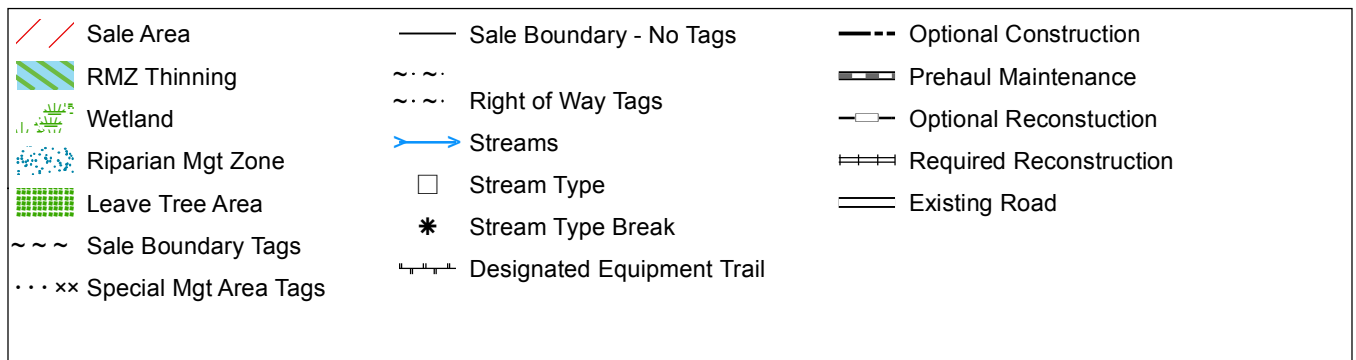 Sale Area
RMZ Thinning
Wetland
Riparian Mgt Zone
Leave Tree Area
Sale Boundary Tags
Special Mgt Area Tags
Sale Boundary - No Tags
Right of Way Tags
Streams
Stream Type
Stream Type Break
Designated Equipment Trail
Optional Construction
Prehaul Maintenance
Optional Reconstuction
Required Reconstruction
Existing Road